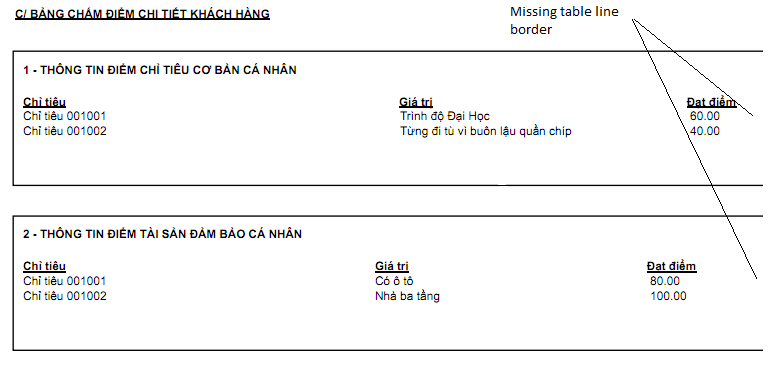 C/ BẢNG CHẤM ĐIỂM CHI TIẾT KHÁCH HÀNG
Missing table line
border
1 - THÔNG TIN ĐIỂM CHỈ TIÊU CƠ BẢN CÁ NHÂN
Chỉ tiêu Giá trị Đạt điểm
Chỉ tiêu 001001 Trình độ Đại Học 60.00
Chỉ tiêu 001002 Từng đi tù vì buôn lậu quần chip 40.00
2 - THÔNG TIN ĐIỂM TÀI SẢN ĐẢM BẢO CÁ NHÂN
Chỉ tiêu Giá trị Đạt điểm
Chỉ tiêu 001001 Có ô tô 80.00
Chỉ tiêu 001002 Nhà ba tầng 100.00